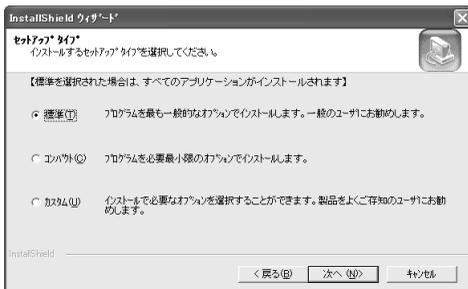 InstallShield ウィザード
セットアップ タイプ
インストールするセットアップ タイプを選択してください。
【標準を選択された場合は、すべてのアプリケーションがインストールされます】
標準(T)
プログラムを最も一般的なオプションでインストールします。一般のユーザにお勧めします。
コンパクト(C)
プログラムを必要最小限のオプションでインストールします。
カスタム(U)
インストールで必要なオプションを選択することができます。製品をよくご存知のユーザにお勧
めします。
InstallShield
< 戻る(B)
次へ (N)>
キャンセル